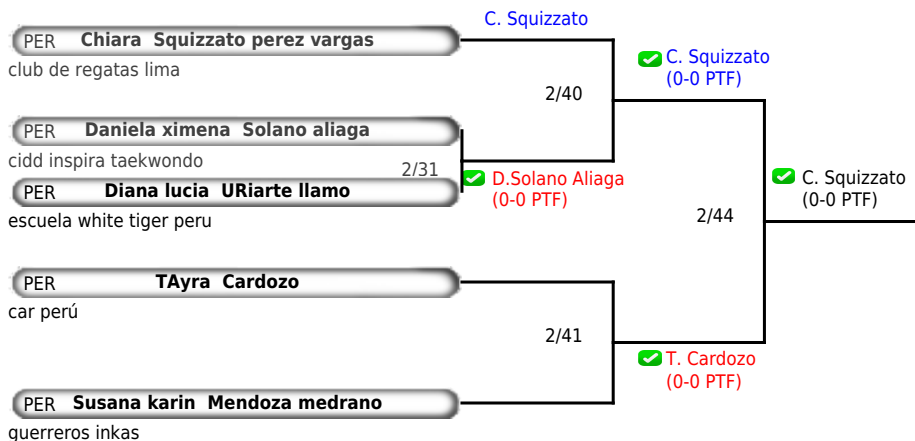 C. Squizzato
PER Chiara Squizzato perez vargas
club de regatas lima
C. Squizzato
(0-0 PTF)
2/40
PER Daniela ximena Solano aliaga
cidd inspira taekwondo
2/31
D.Solano Aliaga
(0-0 PTF)
PER Diana lucia URiarte llamo
escuela white tiger peru
C. Squizzato
(0-0 PTF)
2/44
PER TAyra Cardozo
car perú
2/41
T. Cardozo
(0-0 PTF)
PER Susana karin Mendoza medrano
guerreros inkas